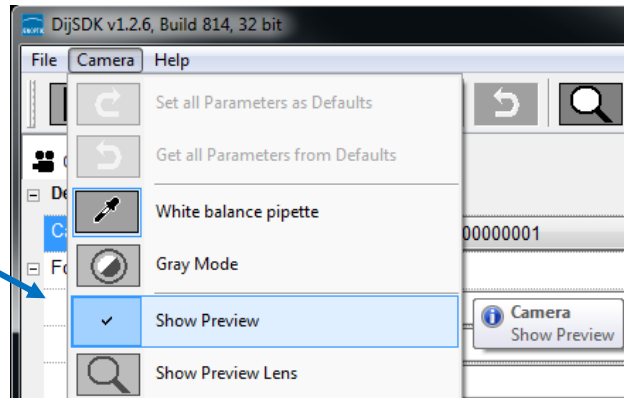 DijSDK v1.2.6, Build 814, 32 bit
File Camera Help
Set all Parameters as Defaults
Get all Parameters from Defaults
White balance pipette
00000001
Gray Mode
Show Preview
Camera
Show Preview
Show Preview Lens